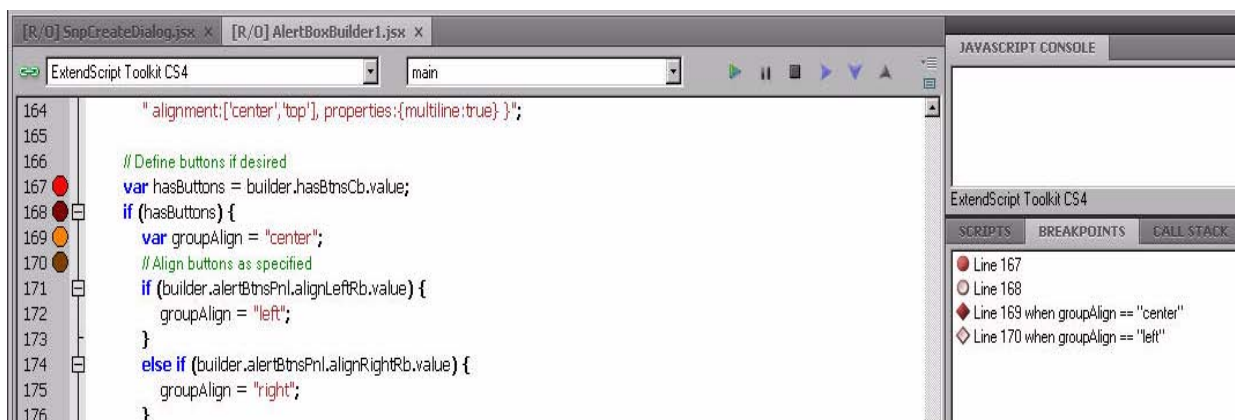 [R/O] SnpCreateDialog.jsx ×
[R/O] AlertBoxBuilder1.jsx ×
ExtendScript Toolkit CS4
main
164 " alignment:['center','top'], properties:{multiline:true} }";
165
166 // Define buttons if desired
167 var hasButtons = builder.hasBtnsCb.value;
168 if (hasButtons) {
169 var groupAlign = "center";
170 // Align buttons as specified
171 if (builder.alertBtnsPnl.alignLeftRb.value) {
172 groupAlign = "left";
173 }
174 else if (builder.alertBtnsPnl.alignRightRb.value) {
175 groupAlign = "right";
176 }
JAVASCRIPT CONSOLE
ExtendScript Toolkit CS4
SCRIPTS BREAKPOINTS CALL STACK
Line 167
Line 168
Line 169 when groupAlign == "center"
Line 170 when groupAlign == "left"